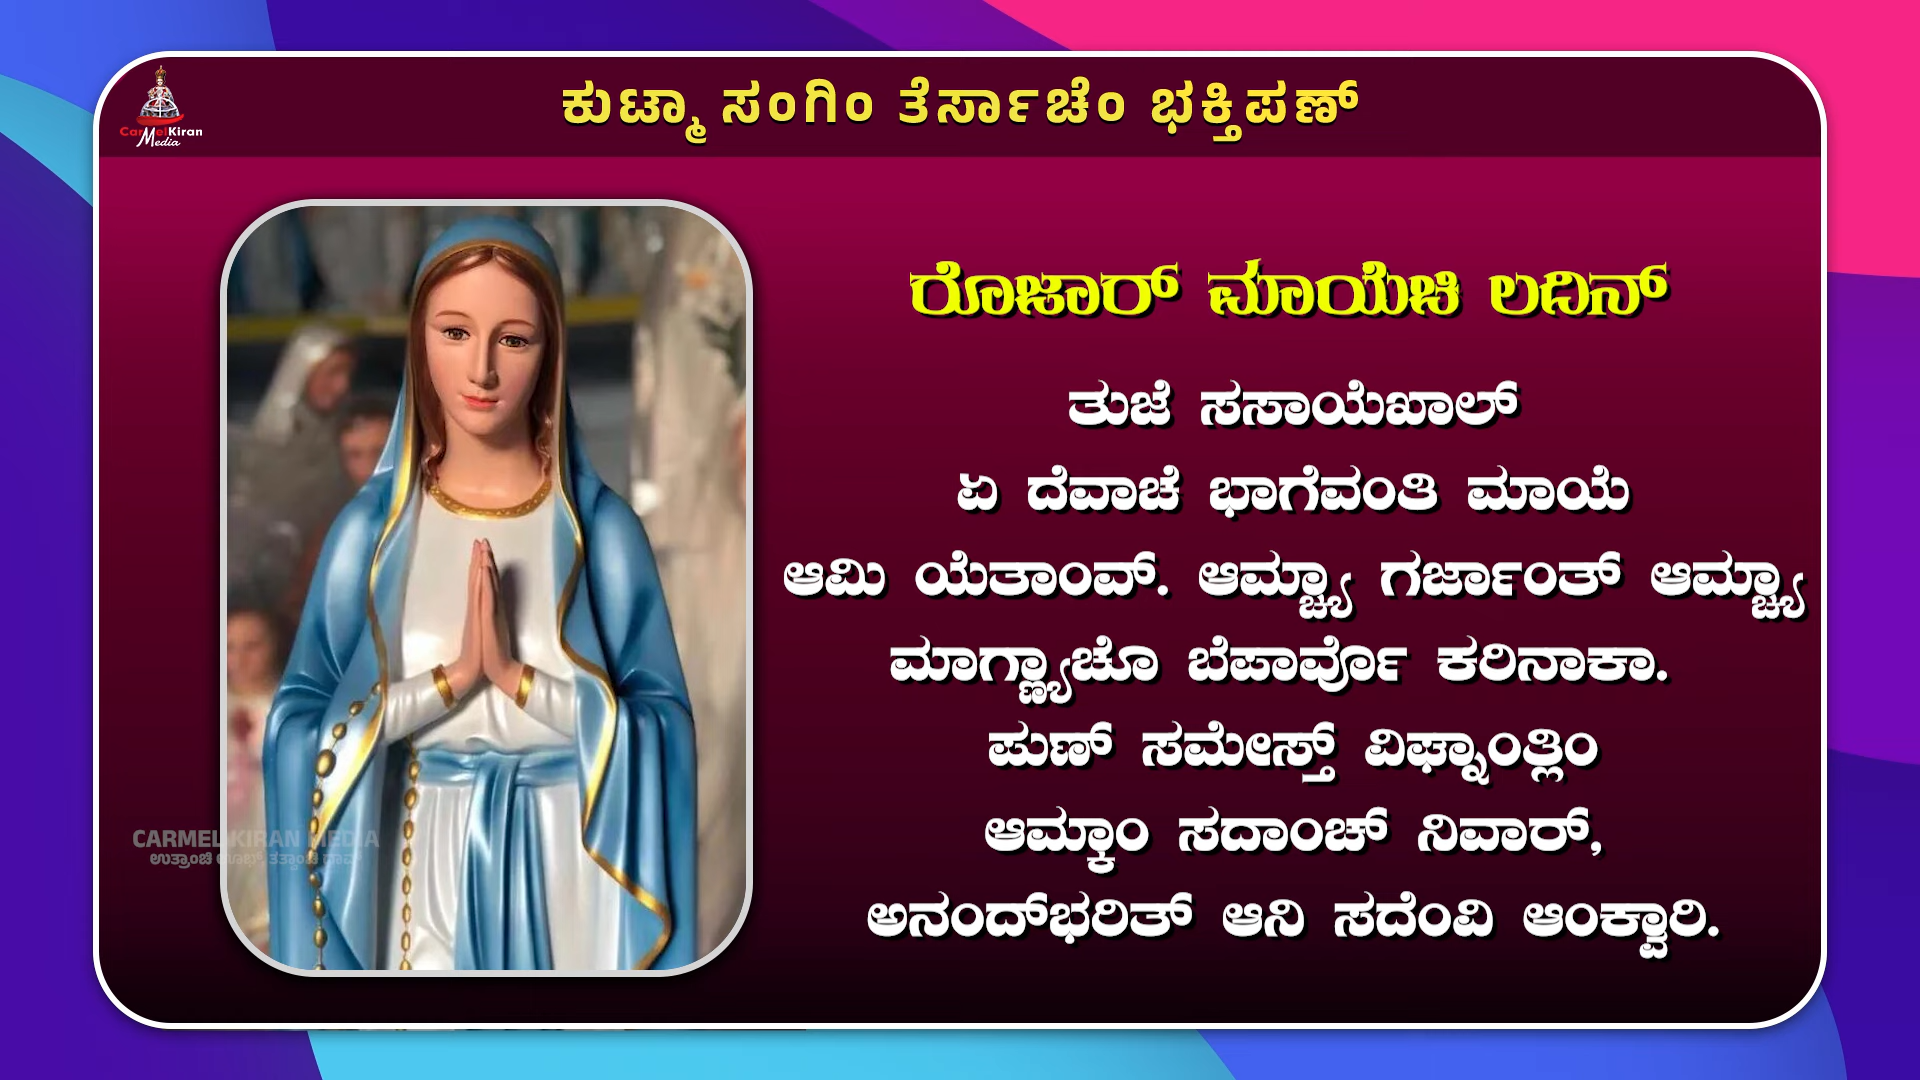 CarmelKiran
Media
ಕುಟ್ಮಾ ಸಂಗಿಂ ತೆರ್ಸಾಚೆಂ ಭಕ್ತಿಪಣ್
ರೊಜಾರ್ ಮಾಯೆಚಿ ಲದಿನ್
ತುಜೆ ಸಸಾಯೆಖಾಲ್
ಏ ದೆವಾಚೆ ಭಾಗೆವಂತಿ ಮಾಯೆ
ಆಮಿ ಯೆತಾಂವ್. ಆಮ್ಚ್ಯಾ ಗರ್ಜಾಂತ್ ಆಮ್ಚ್ಯಾ
ಮಾಗ್ಣ್ಯಾಚೊ ಬೆಪಾರ್ವೊ ಕರಿನಾಕಾ.
ಪುಣ್ ಸಮೇಸ್ತ್ ವಿಘ್ನಾಂತ್ಲಿಂ
ಆಮ್ಕಾಂ ಸದಾಂಚ್ ನಿವಾರ್,
ಅನಂದ್‌ಭರಿತ್ ಆನಿ ಸದೆಂವಿ ಆಂಕ್ವಾರಿ.
CARMEL KIRAN MEDIA